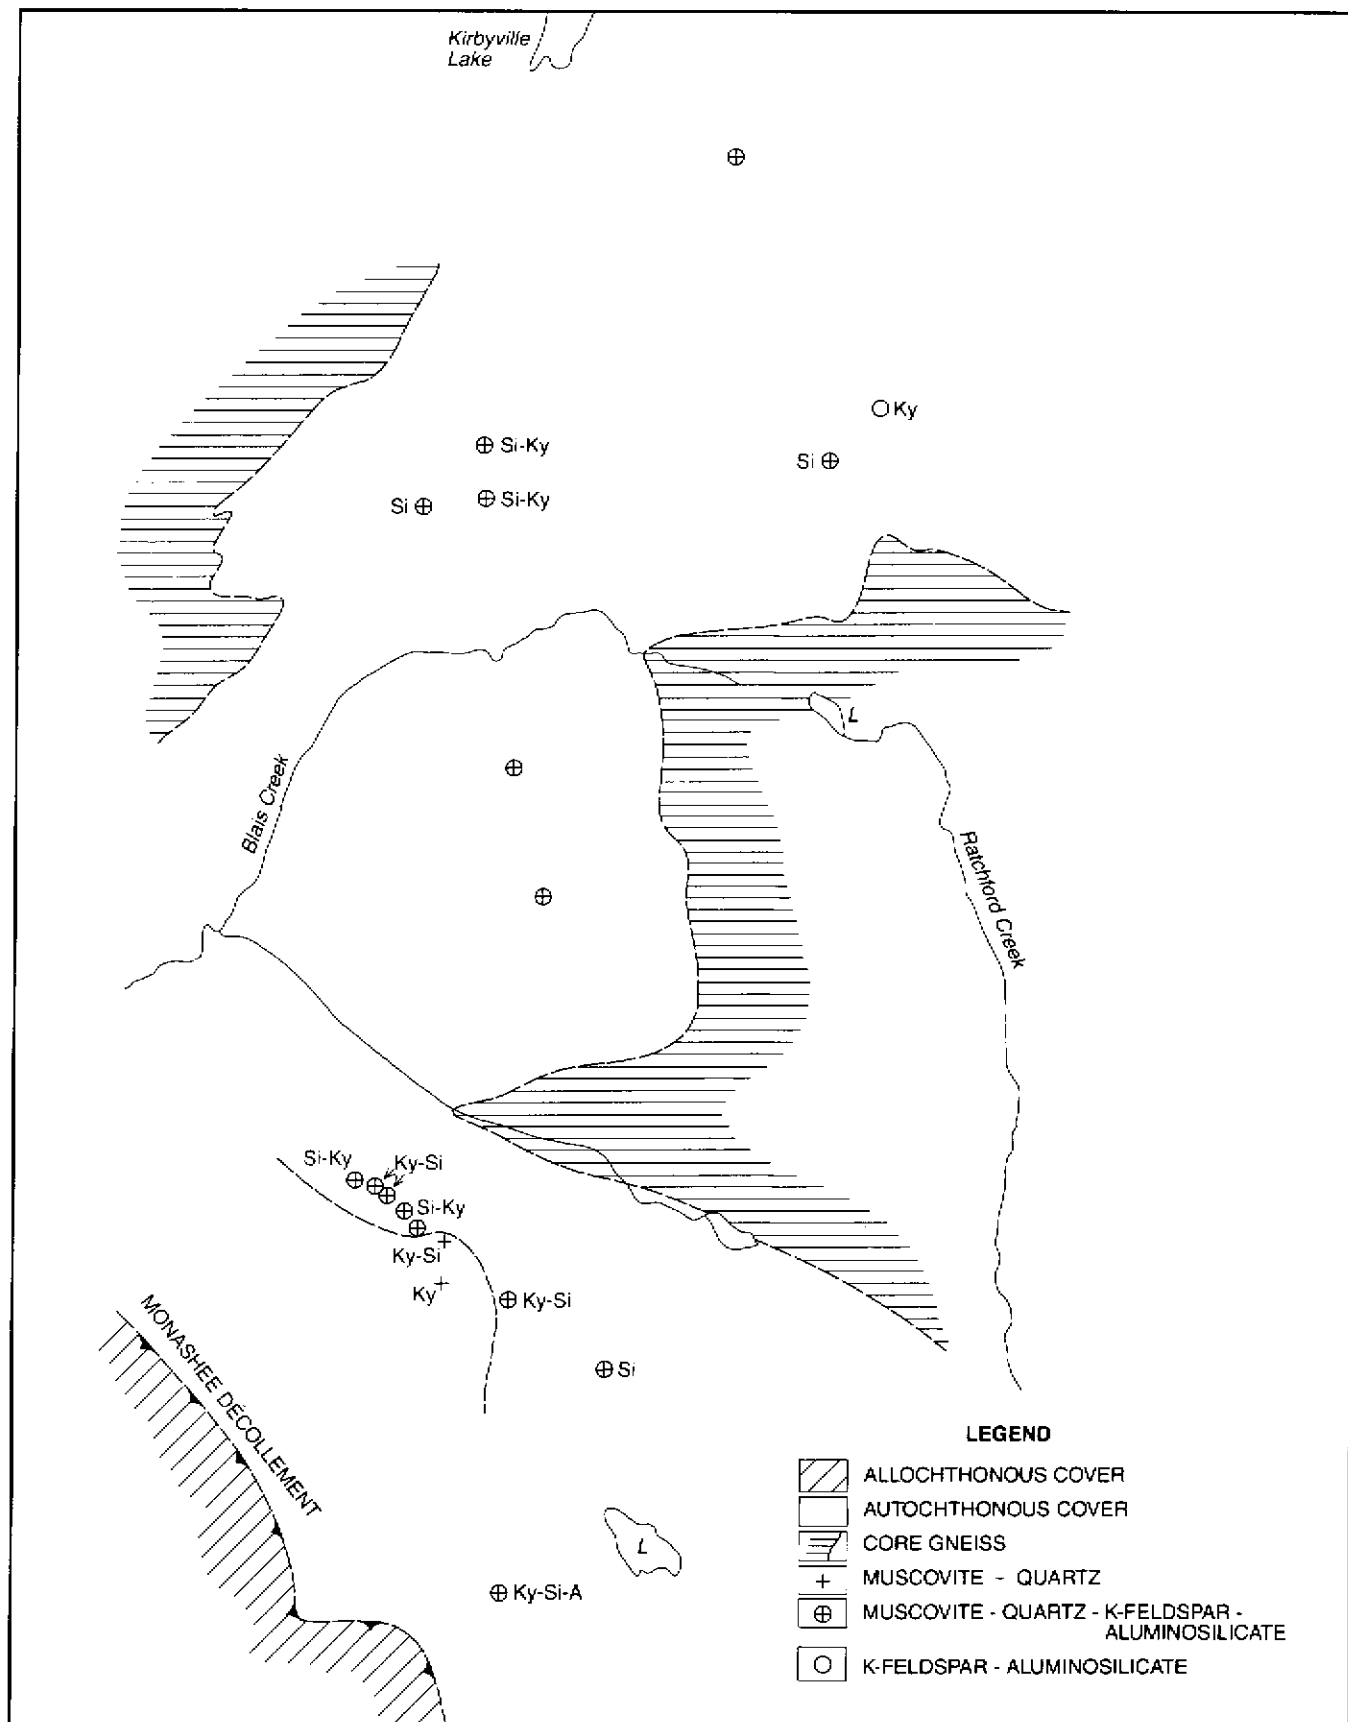 Kirbyville
Lake
Ky
Si-Ky
Si
Si-Ky
Si
L
Blais Creek
Ratchford Creek
Si-Ky
Ky-Si
Si-Ky
Ky-Si
Ky
Ky-Si
MONASHEE DÉCOLLEMENT
Si
L
Ky-Si-A
LEGEND
ALLOCHTHONOUS COVER
AUTOCHTHONOUS COVER
CORE GNEISS
MUSCOVITE - QUARTZ
MUSCOVITE - QUARTZ - K-FELDSPAR -
ALUMINOSILICATE
K-FELDSPAR - ALUMINOSILICATE